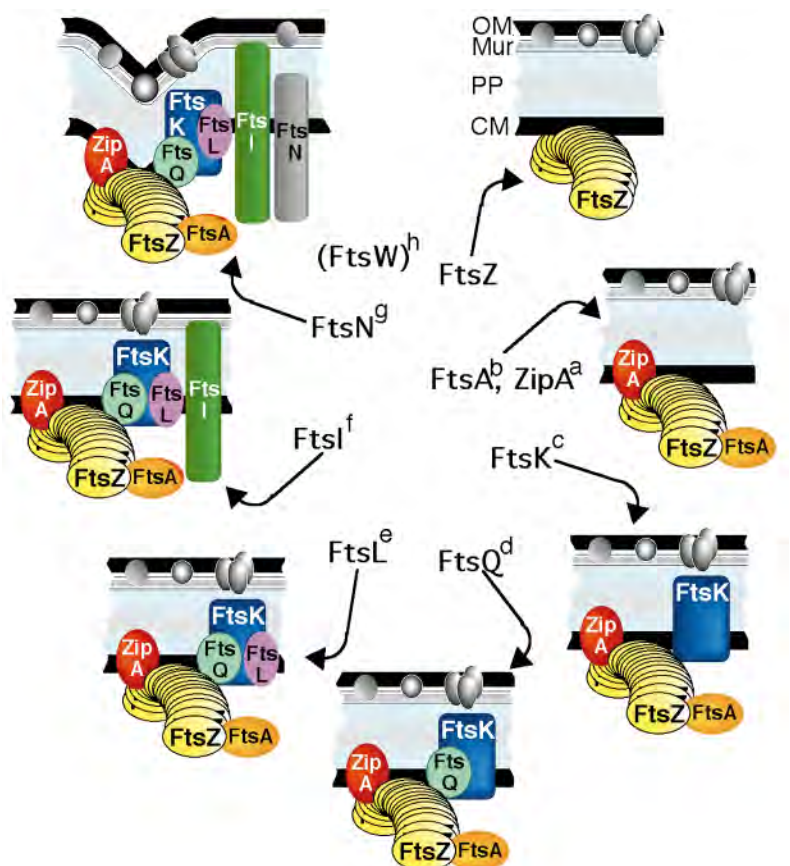 OM
Mur
PP
CM
FtsZ
FtsZ
FtsA^b, ZipA^a
Zip
A
FtsZ
FtsA
FtsK^c
FtsK
Zip
A
FtsZ
FtsA
FtsQ^d
FtsK
Fts
Q
Zip
A
FtsZ
FtsA
FtsL^e
FtsK
Fts
Q
Fts
L
Zip
A
FtsZ
FtsA
FtsI^f
FtsK
Fts
Q
Fts
L
Fts
I
Zip
A
FtsZ
FtsA
FtsN^g
(FtsW)^h
Fts
K
Fts
L
Fts
Q
Fts
I
Fts
N
Zip
A
FtsZ
FtsA